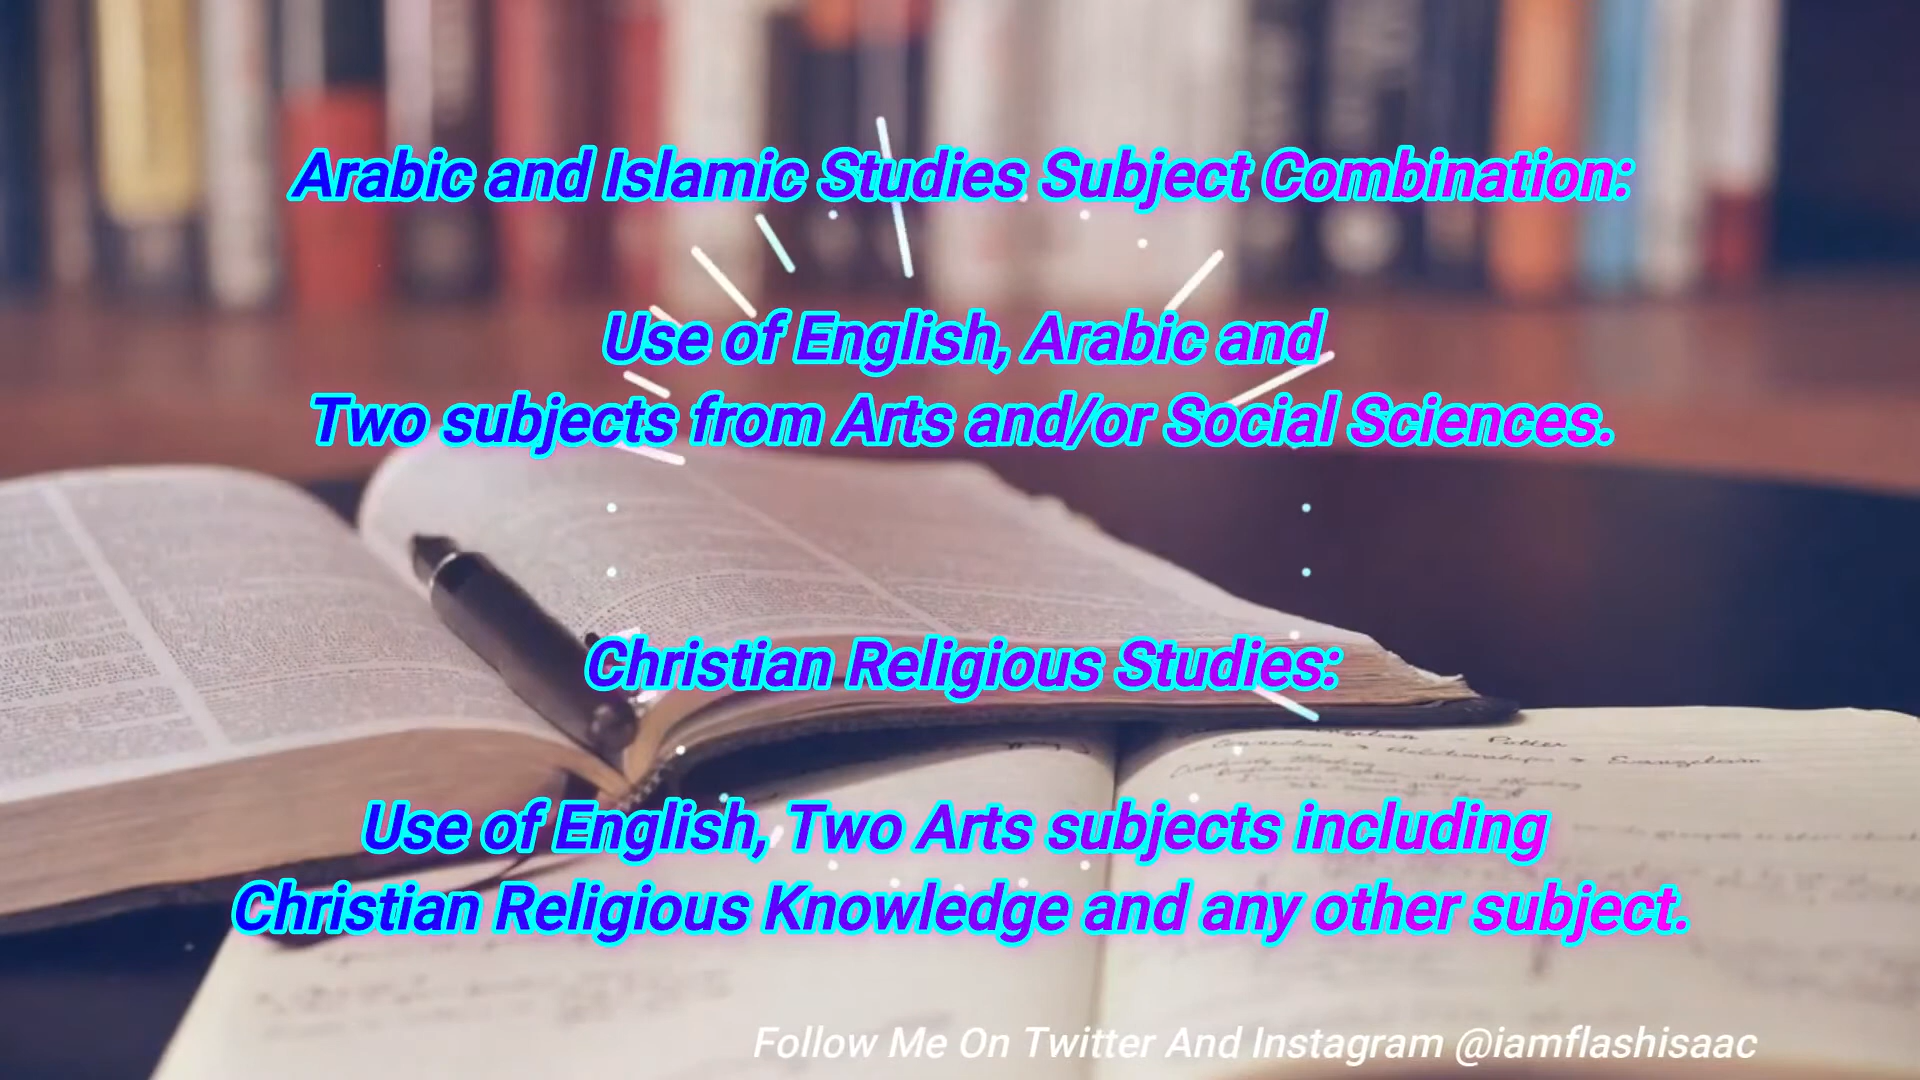 Arabic and Islamic Studies Subject Combination:
Use of English, Arabic and
Two subjects from Arts and/or Social Sciences.
Christian Religious Studies:
Use of English, Two Arts subjects including
Christian Religious Knowledge and any other subject.
Follow Me On Twitter And Instagram @iamflashisaac